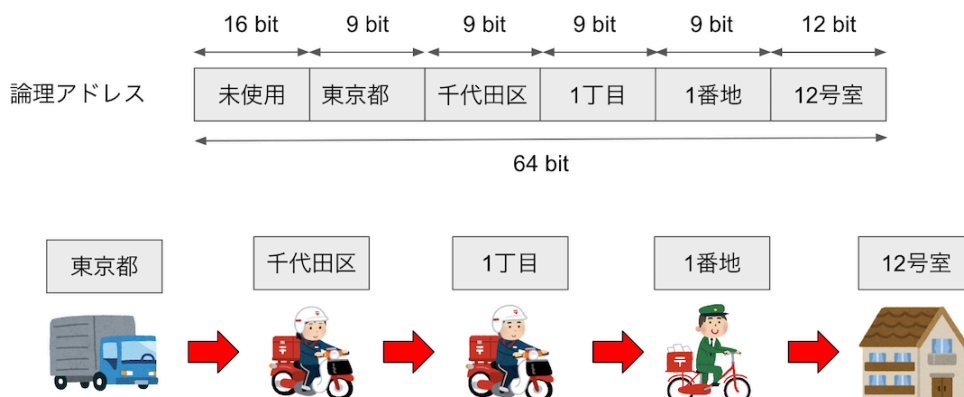 16 bit 9 bit 9 bit 9 bit 9 bit 12 bit
論理アドレス 未使用 東京都 千代田区 1丁目 1番地 12号室
64 bit
東京都 千代田区 1丁目 1番地 12号室